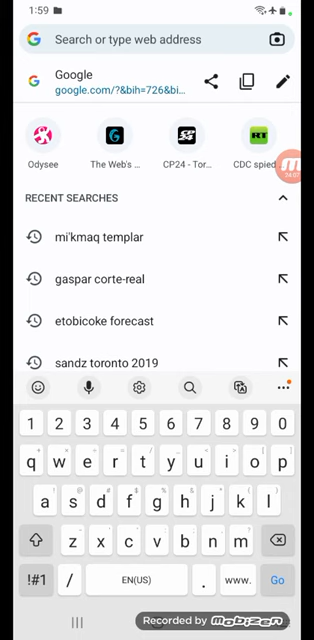 1:59
Search or type web address
Google
google.com/?&bih=726&bi...
Odysee
The Web's ...
CP24 - Tor...
CDC spied
RECENT SEARCHES
mi'kmaq templar
gaspar corte-real
etobicoke forecast
sandz toronto 2019
1 2 3 4 5 6 7 8 9 0
q w e r t y u i o p
a s d f g h j k l
z x c v b n m
!#1 / EN(US) . www. Go
Recorded by mobizen